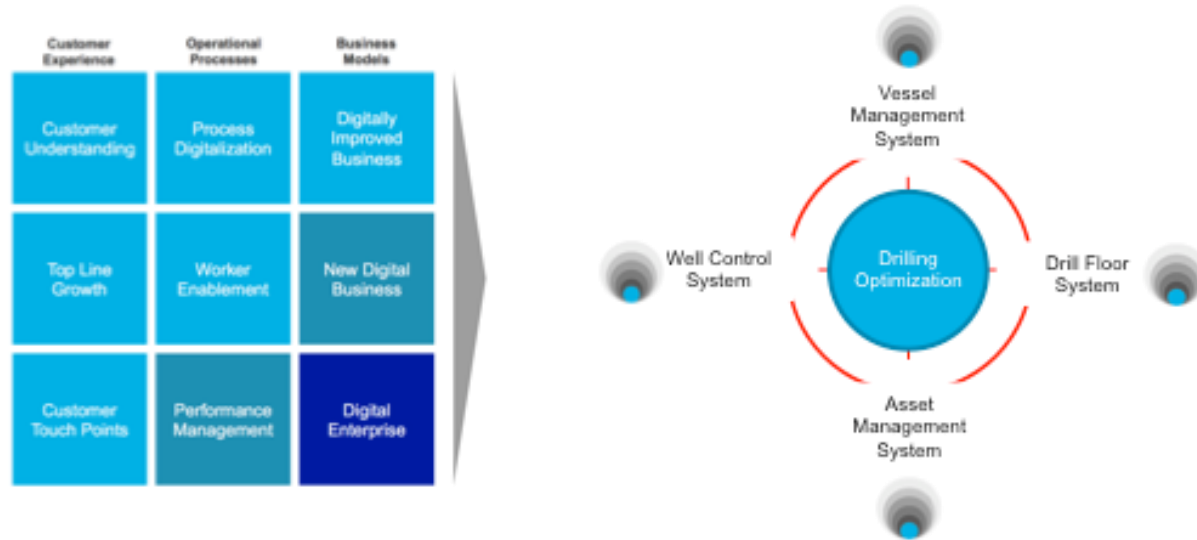 Customer
Experience
Operational
Processes
Business
Models
Customer
Understanding
Process
Digitalization
Digitally
Improved
Business
Top Line
Growth
Worker
Enablement
New Digital
Business
Customer
Touch Points
Performance
Management
Digital
Enterprise
Vessel
Management
System
Well Control
System
Drilling
Optimization
Drill Floor
System
Asset
Management
System